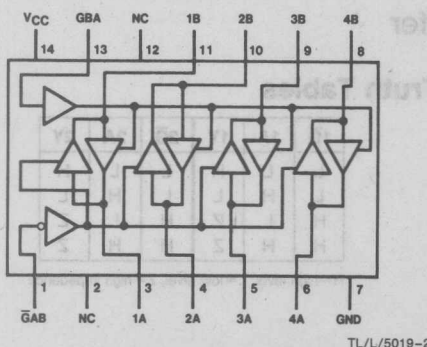 VCC GBA NC 1B 2B 3B 4B
14 13 12 11 10 9 8
1 2 3 4 5 6 7
G̅AB NC 1A 2A 3A 4A GND
TL/L/5019-2